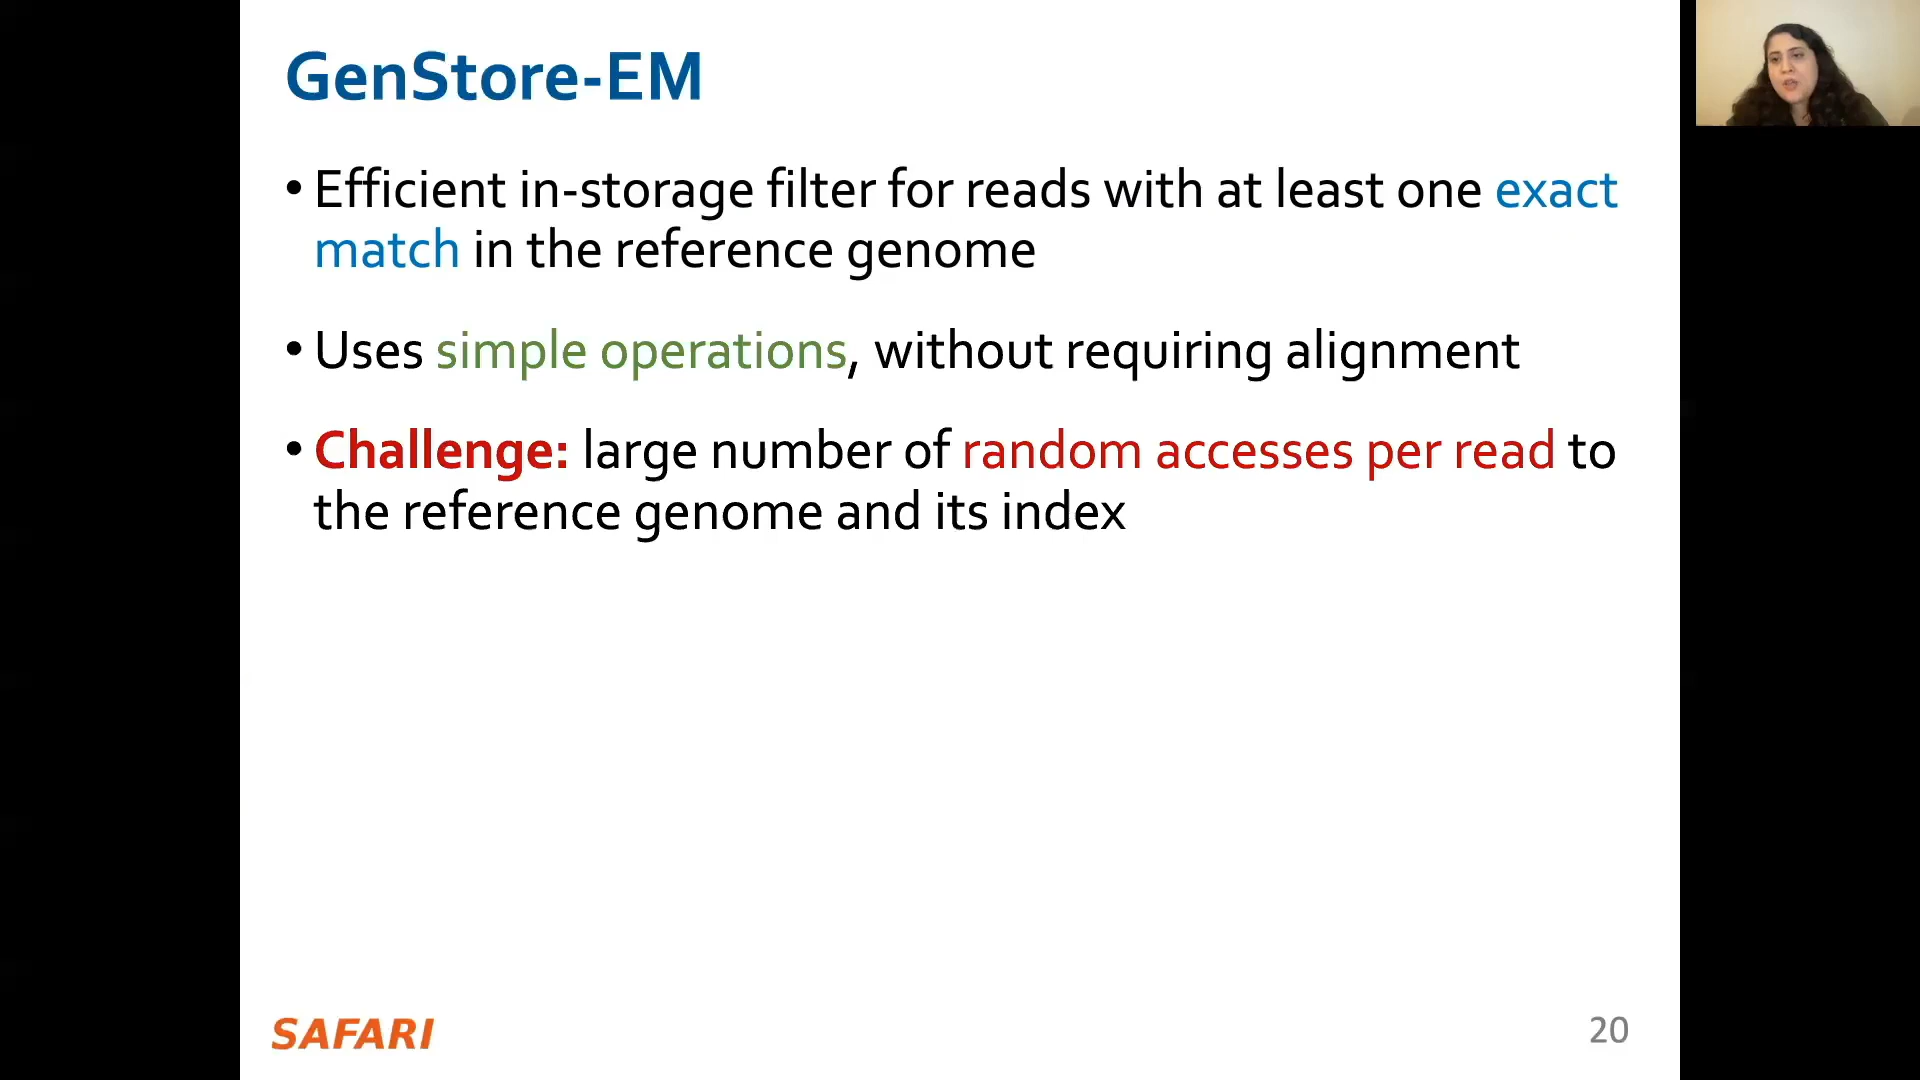 GenStore-EM
• Efficient in-storage filter for reads with at least one exact
match in the reference genome
• Uses simple operations, without requiring alignment
• Challenge: large number of random accesses per read to
the reference genome and its index
SAFARI
20